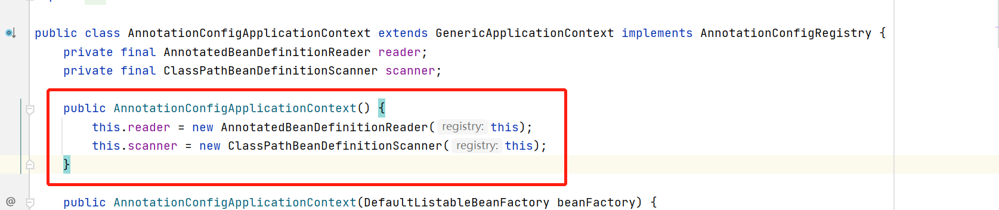 public class AnnotationConfigApplicationContext extends GenericApplicationContext implements AnnotationConfigRegistry {
private final AnnotatedBeanDefinitionReader reader;
private final ClassPathBeanDefinitionScanner scanner;
public AnnotationConfigApplicationContext() {
this.reader = new AnnotatedBeanDefinitionReader( registry: this);
this.scanner = new ClassPathBeanDefinitionScanner( registry: this);
}
@ public AnnotationConfigApplicationContext(DefaultListableBeanFactory beanFactory) {